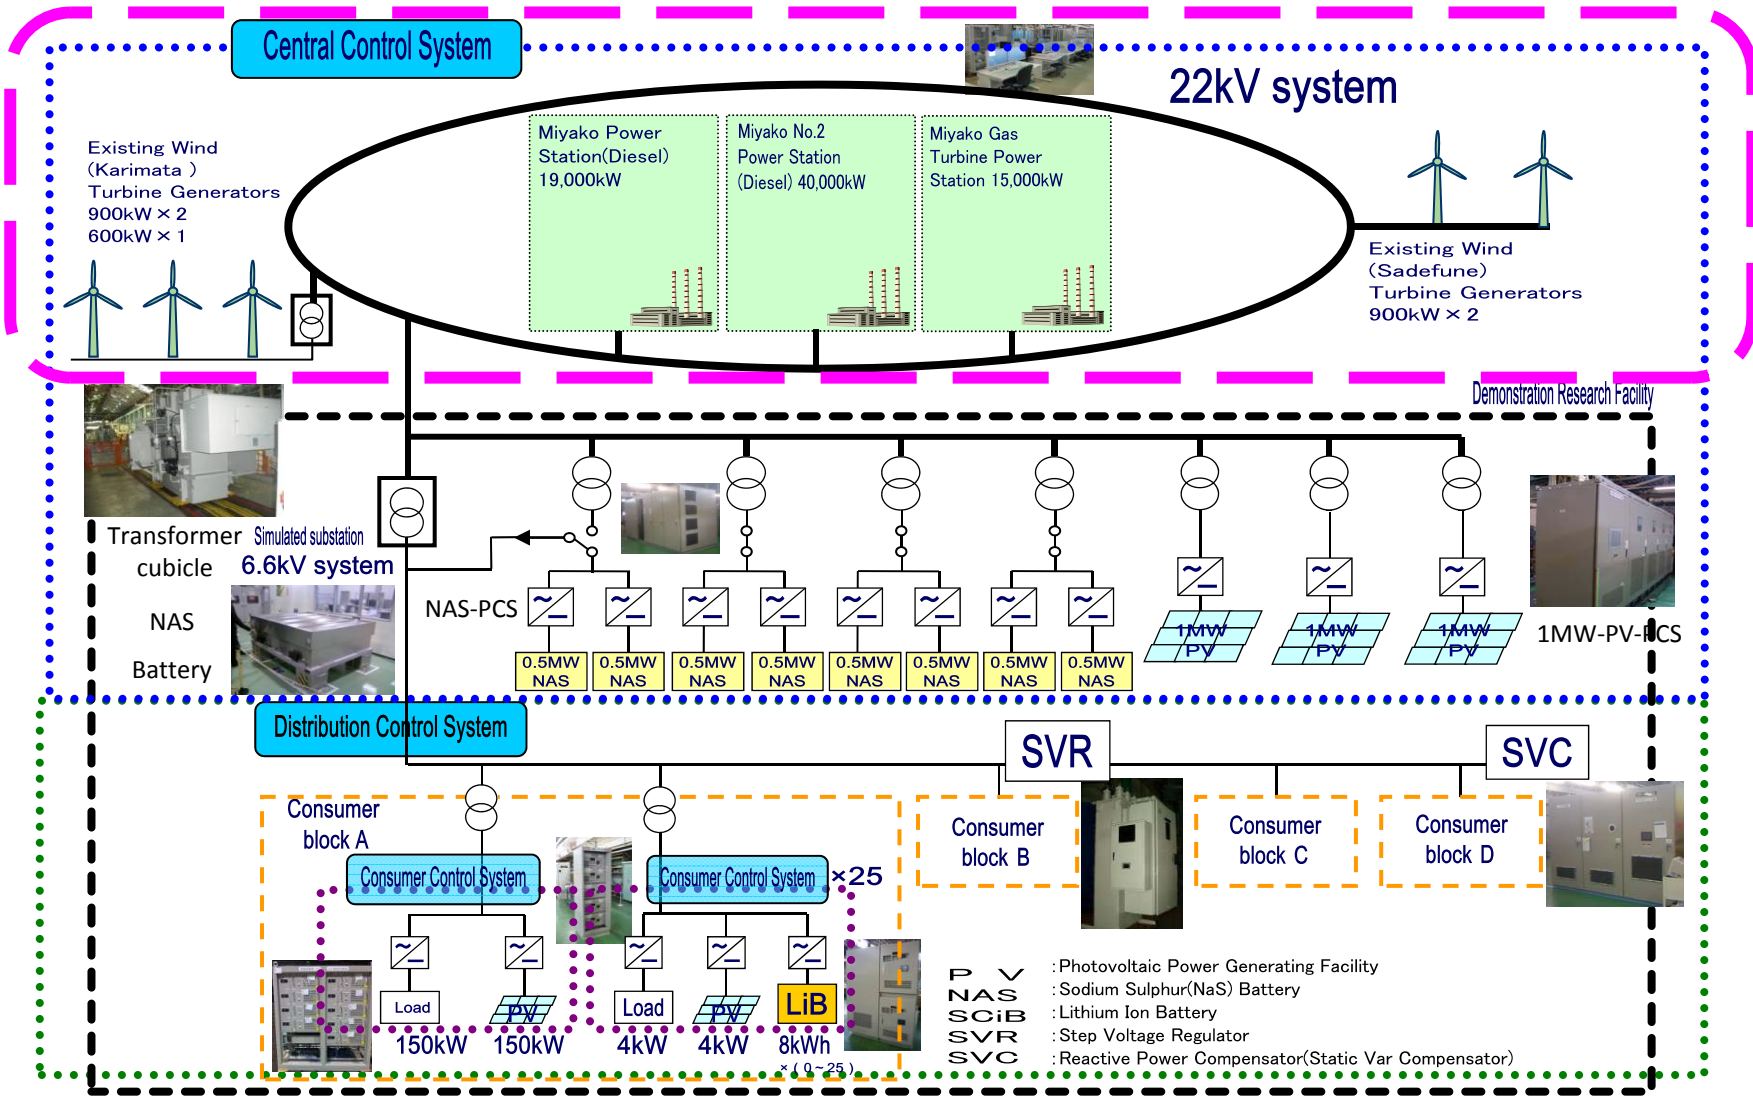 Central Control System
22kV system
Existing Wind
(Karimata )
Turbine Generators
900kW × 2
600kW × 1
Miyako Power
Station(Diesel)
19,000kW
Miyako No.2
Power Station
(Diesel) 40,000kW
Miyako Gas
Turbine Power
Station 15,000kW
Existing Wind
(Sadefune)
Turbine Generators
900kW × 2
Demonstration Research Facility
Transformer
cubicle
Simulated substation
6.6kV system
NAS
Battery
NAS-PCS
0.5MW
NAS
0.5MW
NAS
0.5MW
NAS
0.5MW
NAS
0.5MW
NAS
0.5MW
NAS
0.5MW
NAS
0.5MW
NAS
1MW
PV
1MW
PV
1MW
PV
1MW-PV-PCS
Distribution Control System
SVR
SVC
Consumer
block A
Consumer Control System
Consumer Control System
×25
Load
PV
150kW
150kW
Load
PV
LiB
4kW
4kW
8kWh
×(0~25)
Consumer
block B
Consumer
block C
Consumer
block D
P V :Photovoltaic Power Generating Facility
NAS :Sodium Sulphur(NaS) Battery
SCiB :Lithium Ion Battery
SVR :Step Voltage Regulator
SVC :Reactive Power Compensator(Static Var Compensator)